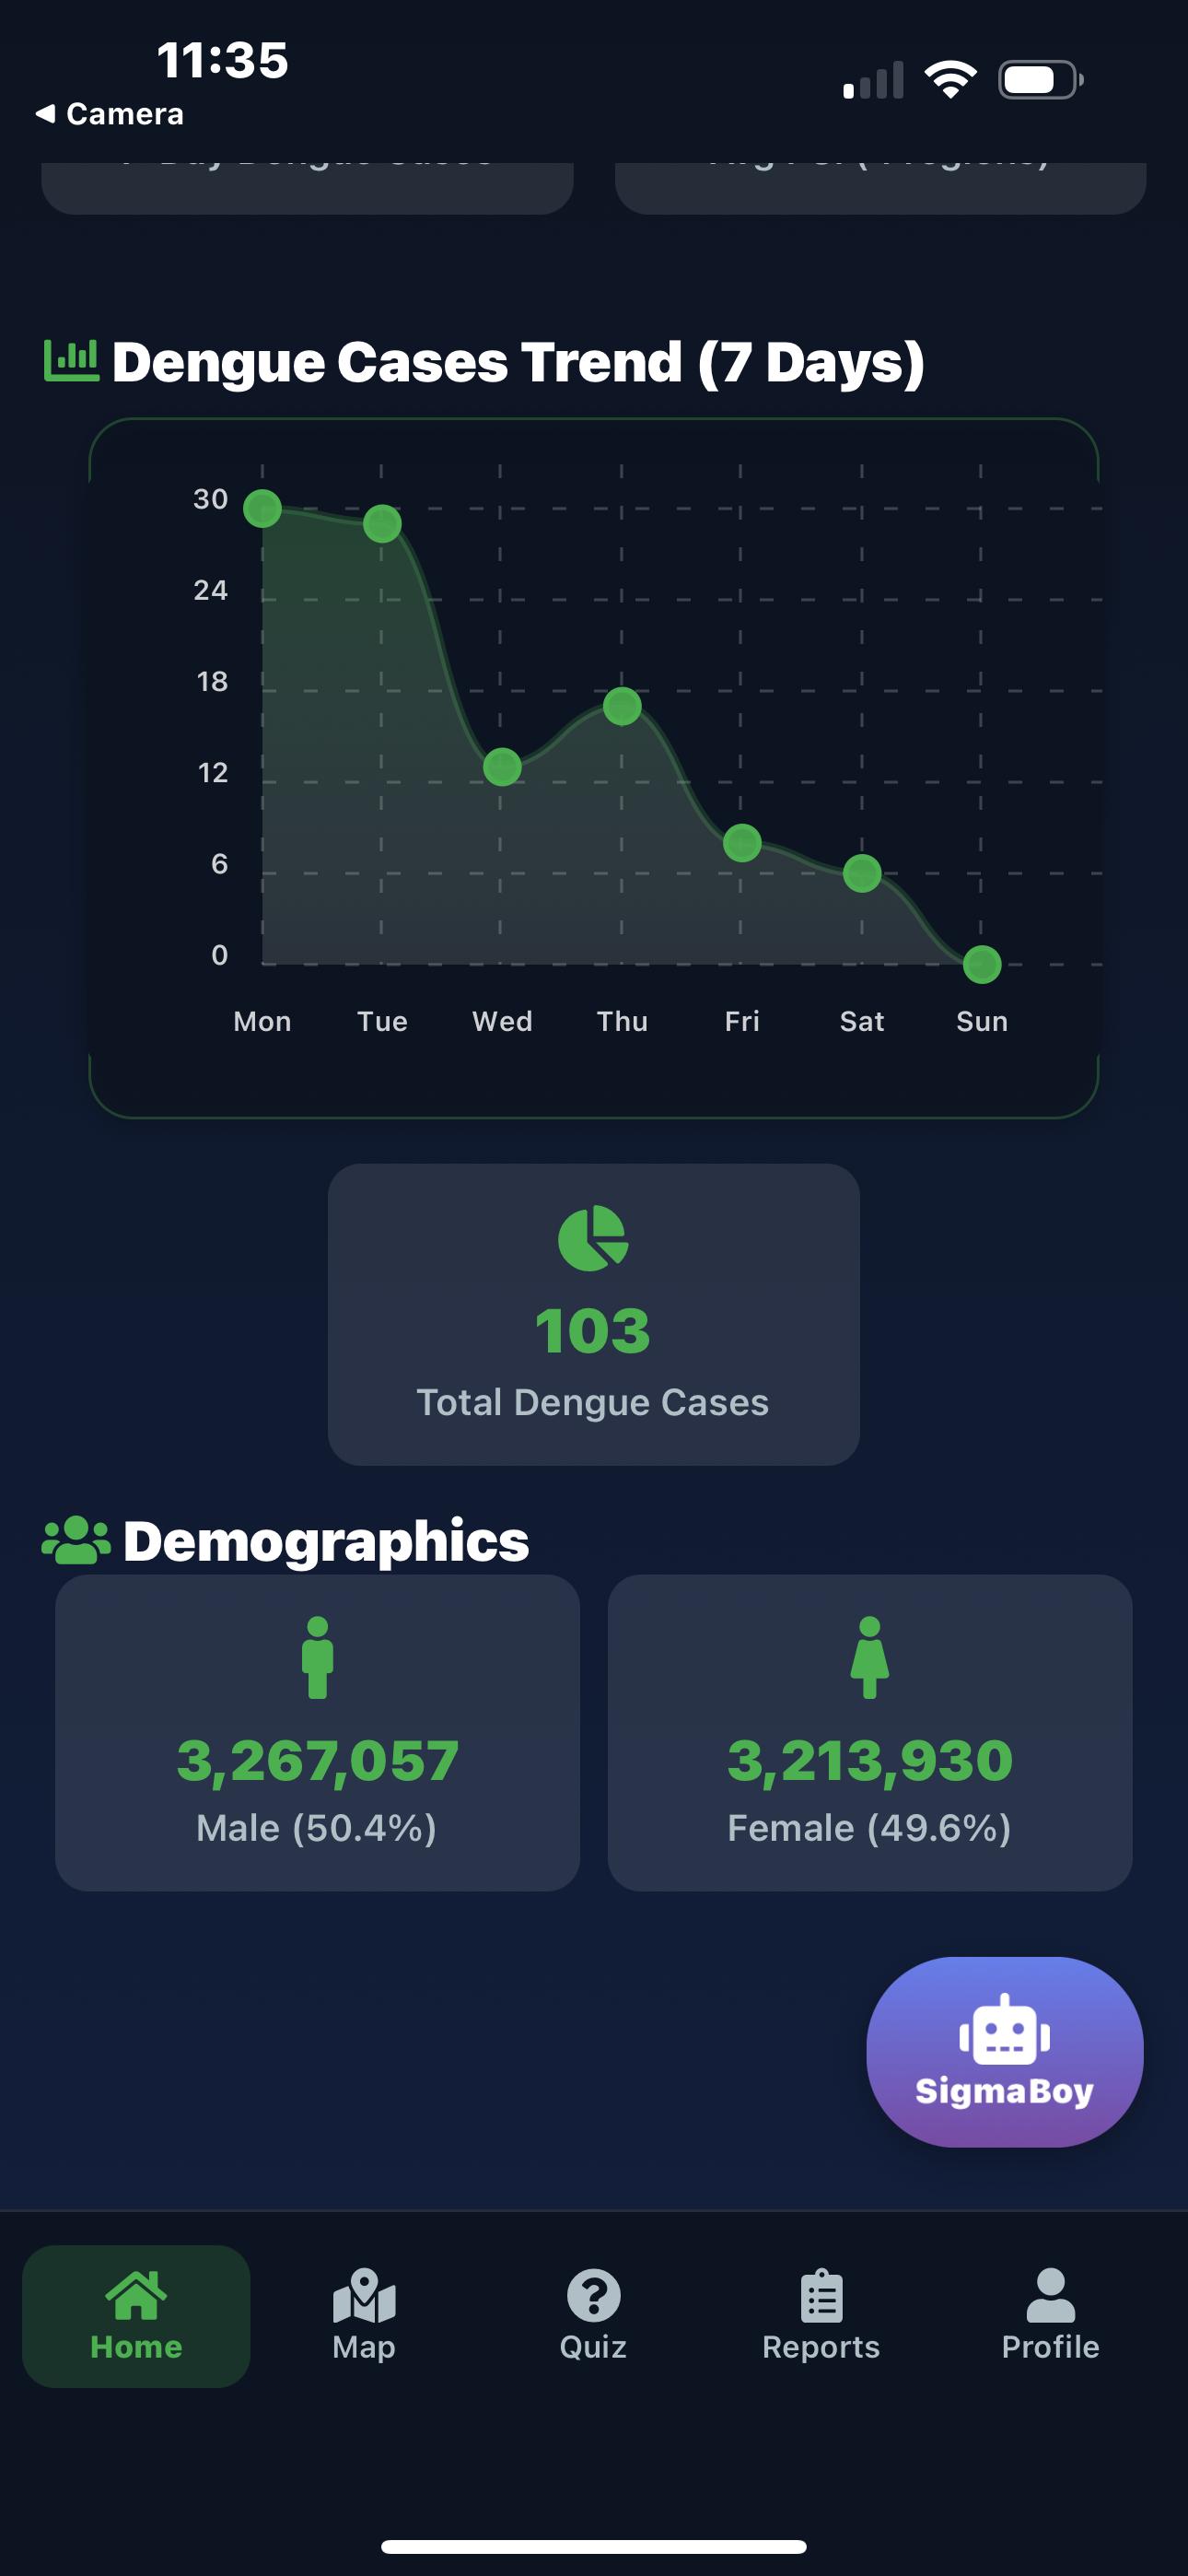 11:35
Camera
Dengue Cases Trend (7 Days)
30
24
18
12
6
0
Mon Tue Wed Thu Fri Sat Sun
103
Total Dengue Cases
Demographics
3,267,057
Male (50.4%)
3,213,930
Female (49.6%)
SigmaBoy
Home Map Quiz Reports Profile